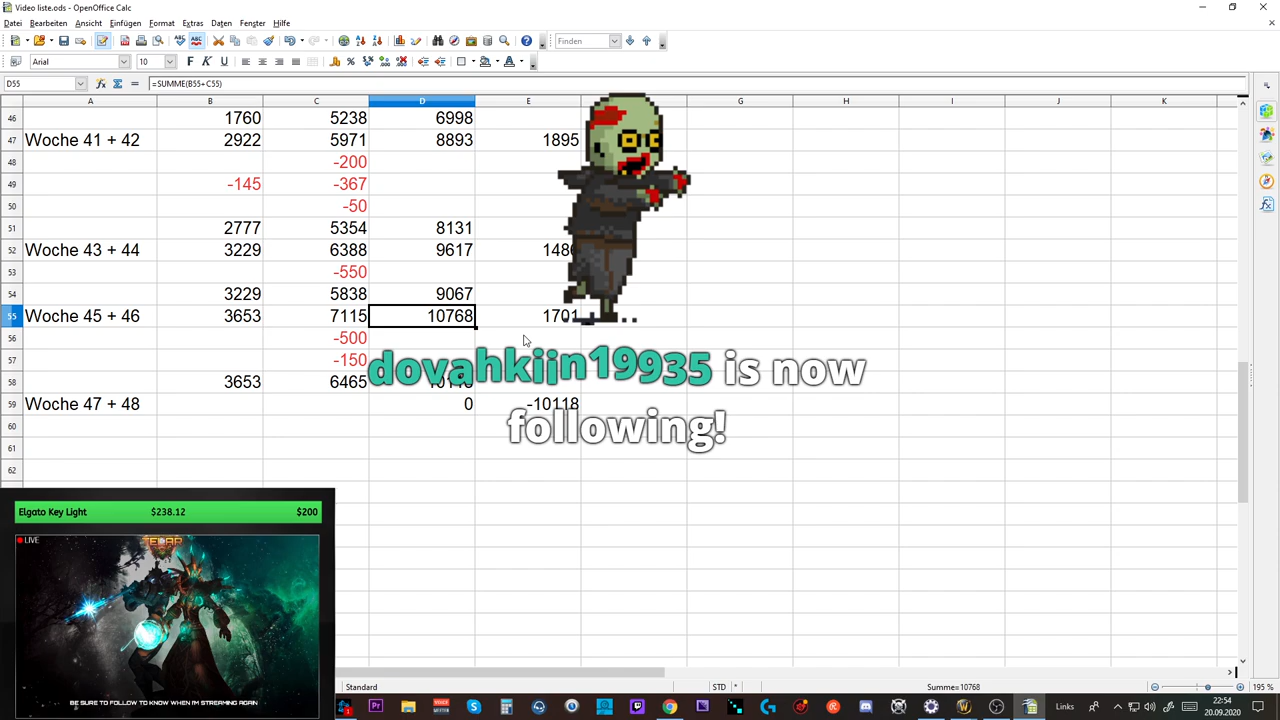 Video liste.ods - OpenOffice Calc
Datei Bearbeiten Ansicht Einfügen Format Extras Daten Fenster Hilfe
Finden
Arial 10
D55 =SUMME(B55+C55)
A B C D E G H I J K
46 1760 5238 6998
47 Woche 41 + 42 2922 5971 8893 1895
48 -200
49 -145 -367
50 -50
51 2777 5354 8131
52 Woche 43 + 44 3229 6388 9617
53 -550
54 3229 5838 9067
55 Woche 45 + 46 3653 7115 10768 1701
56 -500
57 -150
58 3653 6465
59 Woche 47 + 48 0 -10118
60
61
62
dovahkiin19935 is now
following!
Elgato Key Light $238.12 $200
LIVE
BE SURE TO FOLLOW TO KNOW WHEN I'M STREAMING AGAIN
Standard STD * Summe=10768 195 %
Links DEU 22:54
20.09.2020